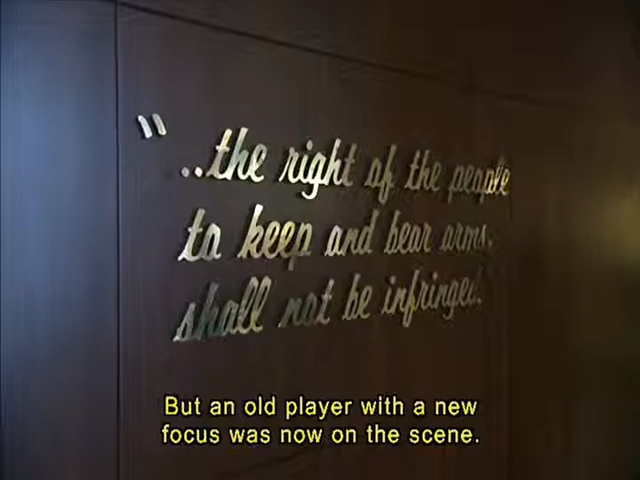 "..the right of the people
to keep and bear arms,
shall not be infringed."
But an old player with a new
focus was now on the scene.